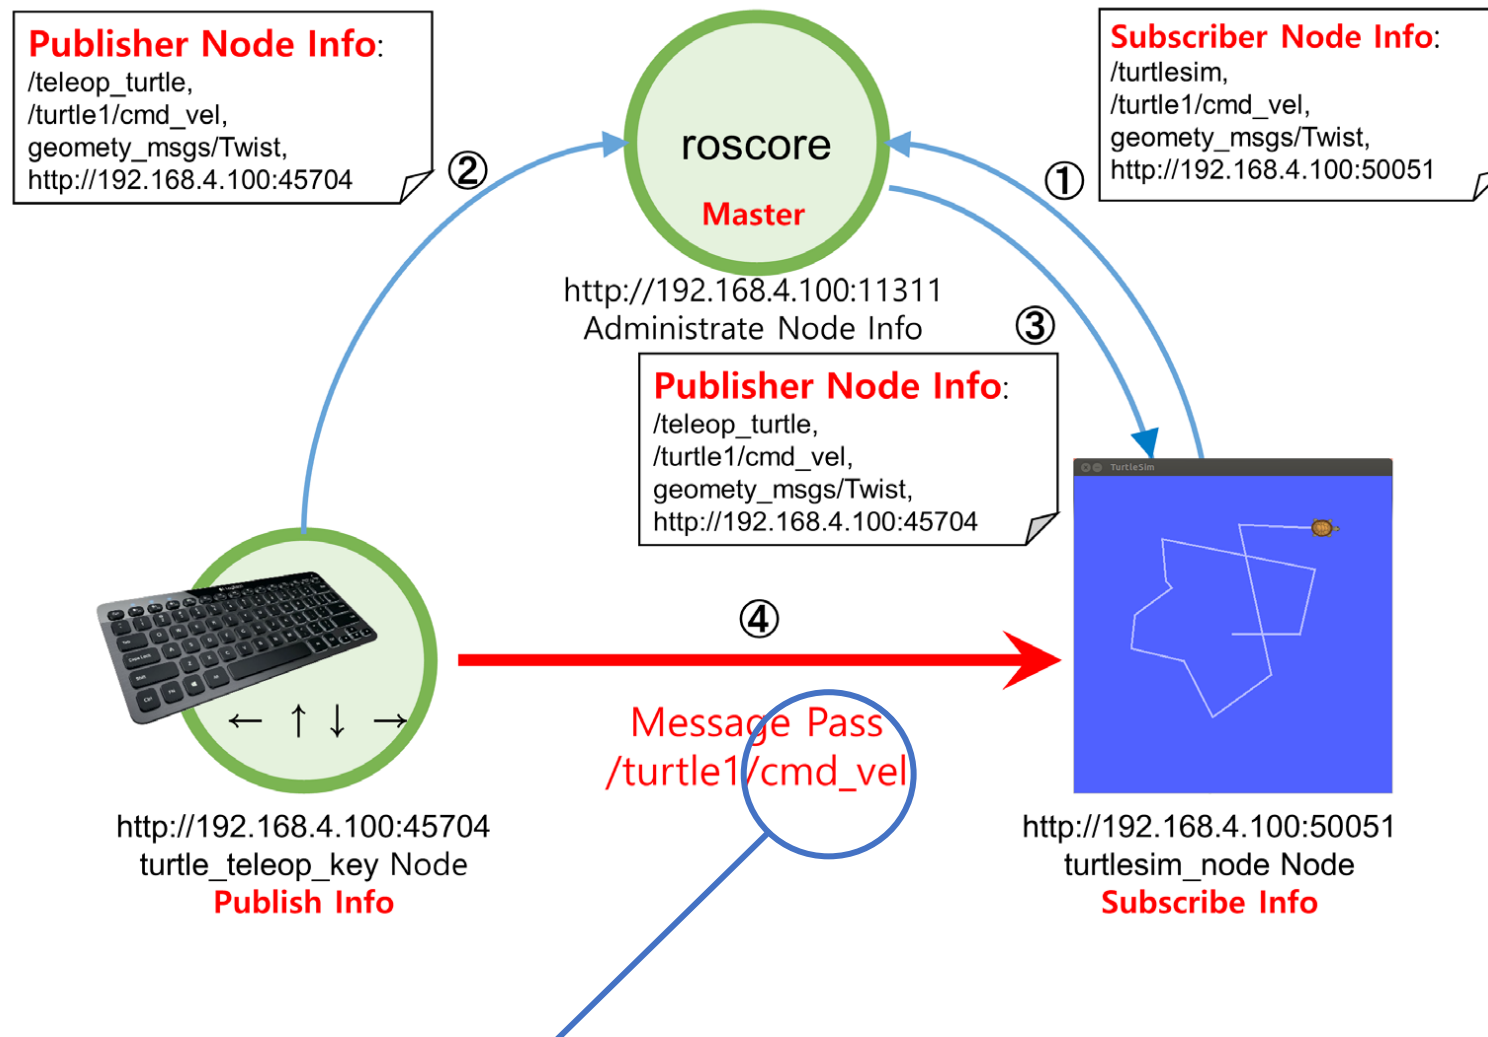 Publisher Node Info:
/teleop_turtle,
/turtle1/cmd_vel,
geomety_msgs/Twist,
http://192.168.4.100:45704
②
roscore
Master
http://192.168.4.100:11311
Administrate Node Info
①
Subscriber Node Info:
/turtlesim,
/turtle1/cmd_vel,
geomety_msgs/Twist,
http://192.168.4.100:50051
③
Publisher Node Info:
/teleop_turtle,
/turtle1/cmd_vel,
geomety_msgs/Twist,
http://192.168.4.100:45704
TurtleSim
④
Message Pass
/turtle1/cmd_vel
← ↑ ↓ →
http://192.168.4.100:45704
turtle_teleop_key Node
Publish Info
http://192.168.4.100:50051
turtlesim_node Node
Subscribe Info